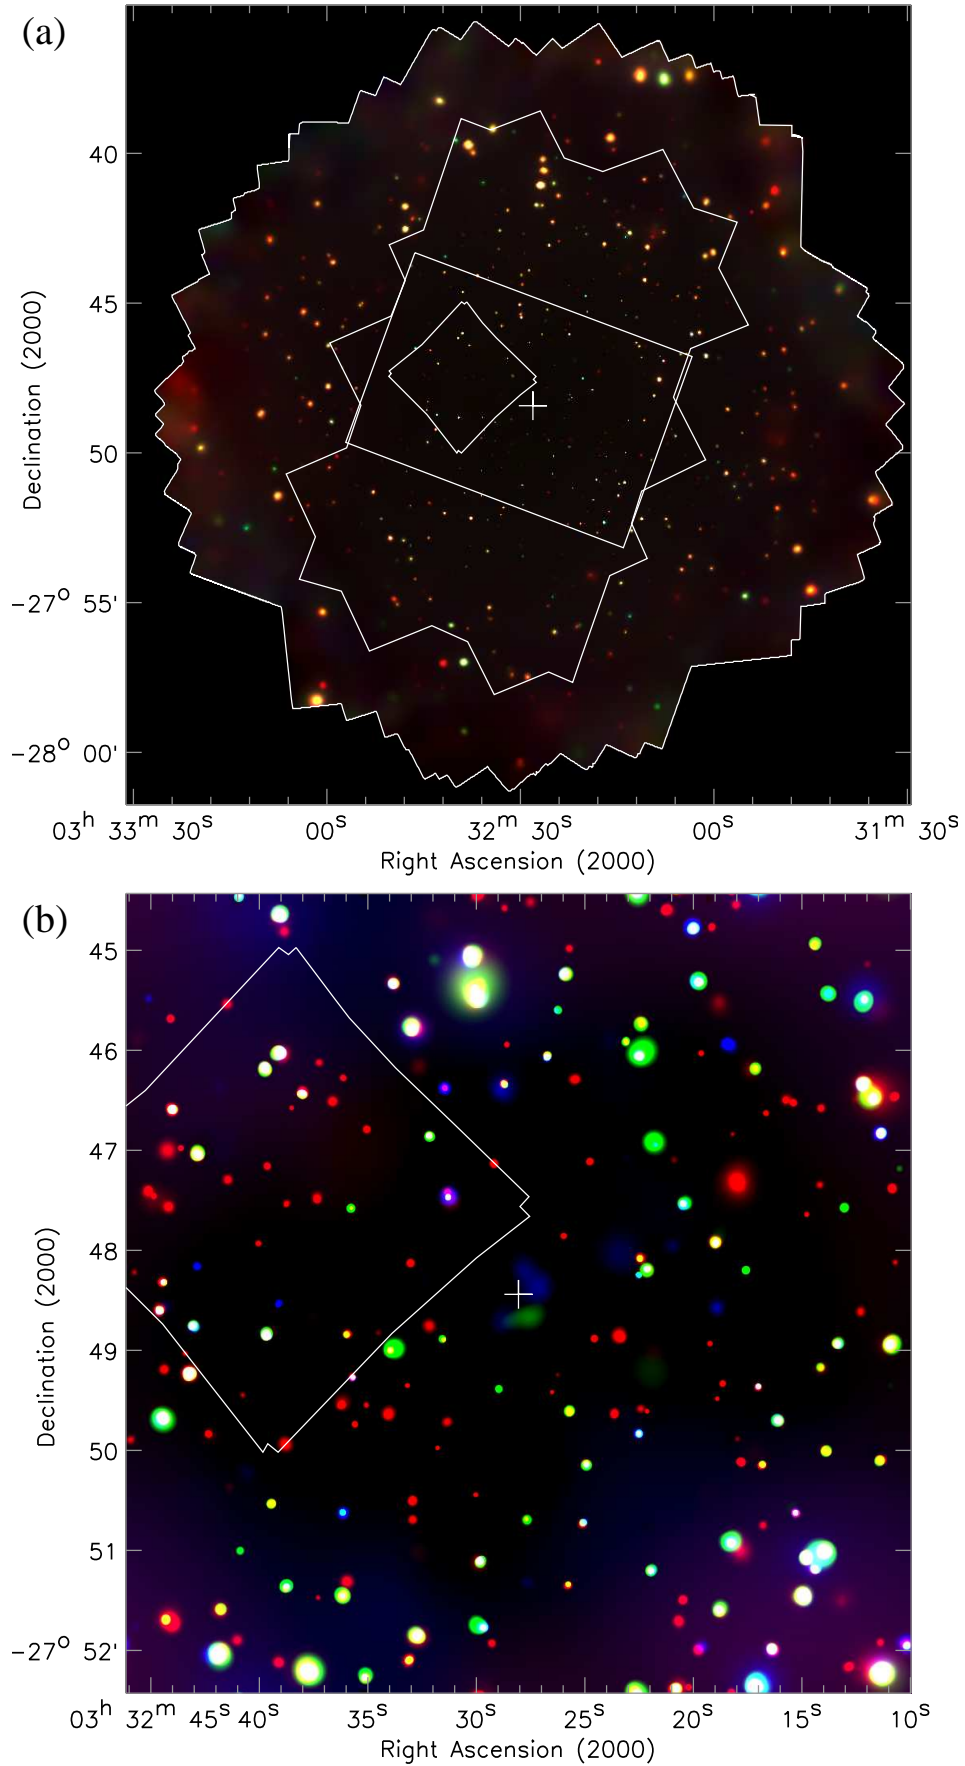 (a)
40
45
50
-27° 55'
-28° 00'
Declination (2000)
03ʰ 33ᵐ 30ˢ 00ˢ 32ᵐ 30ˢ 00ˢ 31ᵐ 30ˢ
Right Ascension (2000)
(b)
45
46
47
48
49
50
51
-27° 52'
Declination (2000)
03ʰ 32ᵐ 45ˢ 40ˢ 35ˢ 30ˢ 25ˢ 20ˢ 15ˢ 10ˢ
Right Ascension (2000)